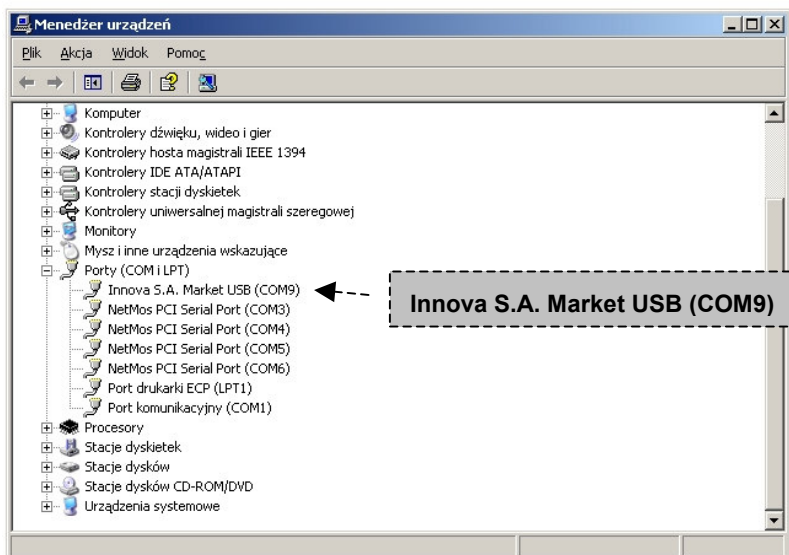 Menedżer urządzeń
Plik Akcja Widok Pomoc
Komputer
Kontrolery dźwięku, wideo i gier
Kontrolery hosta magistrali IEEE 1394
Kontrolery IDE ATA/ATAPI
Kontrolery stacji dyskietek
Kontrolery uniwersalnej magistrali szeregowej
Monitory
Mysz i inne urządzenia wskazujące
Porty (COM i LPT)
Innova S.A. Market USB (COM9)
Innova S.A. Market USB (COM9)
NetMos PCI Serial Port (COM3)
NetMos PCI Serial Port (COM4)
NetMos PCI Serial Port (COM5)
NetMos PCI Serial Port (COM6)
Port drukarki ECP (LPT1)
Port komunikacyjny (COM1)
Procesory
Stacje dyskietek
Stacje dysków
Stacje dysków CD-ROM/DVD
Urządzenia systemowe